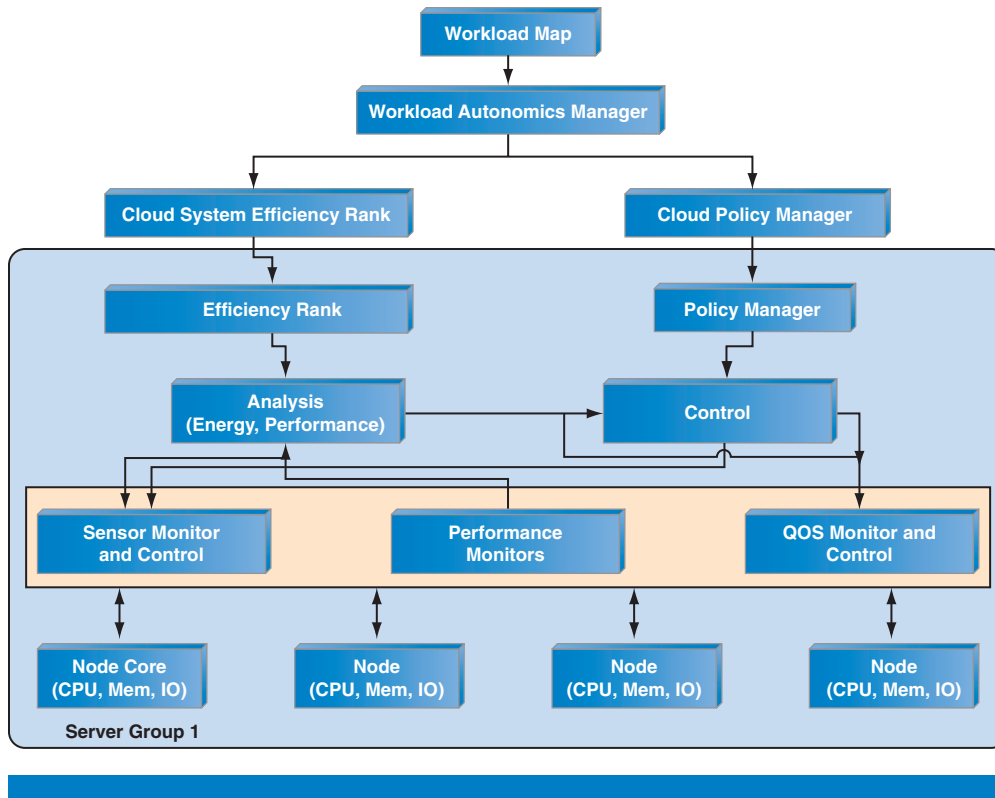 Workload Map
Workload Autonomics Manager
Cloud System Efficiency Rank
Cloud Policy Manager
Efficiency Rank
Policy Manager
Analysis
(Energy, Performance)
Control
Sensor Monitor
and Control
Performance
Monitors
QOS Monitor and
Control
Node Core
(CPU, Mem, IO)
Node
(CPU, Mem, IO)
Node
(CPU, Mem, IO)
Node
(CPU, Mem, IO)
Server Group 1